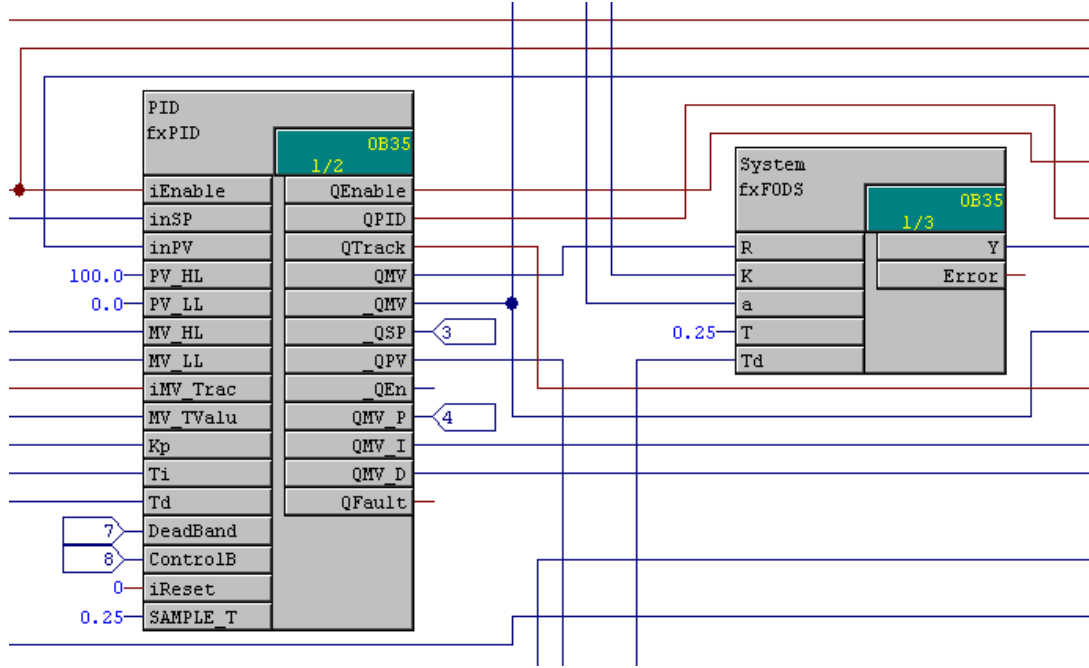 PID
fxPID
OB35
1/2
iEnable QEnable
inSP QPID
inPV QTrack
100.0 PV_HL QMV
0.0 PV_LL _QMV
MV_HL _QSP 3
MV_LL _QPV
iMV_Trac _QEn
MV_TValu QMV_P 4
Kp QMV_I
Ti QMV_D
Td QFault
7 DeadBand
8 ControlB
0 iReset
0.25 SAMPLE_T
System
fxFODS
OB35
1/3
R Y
K Error
a
0.25 T
Td